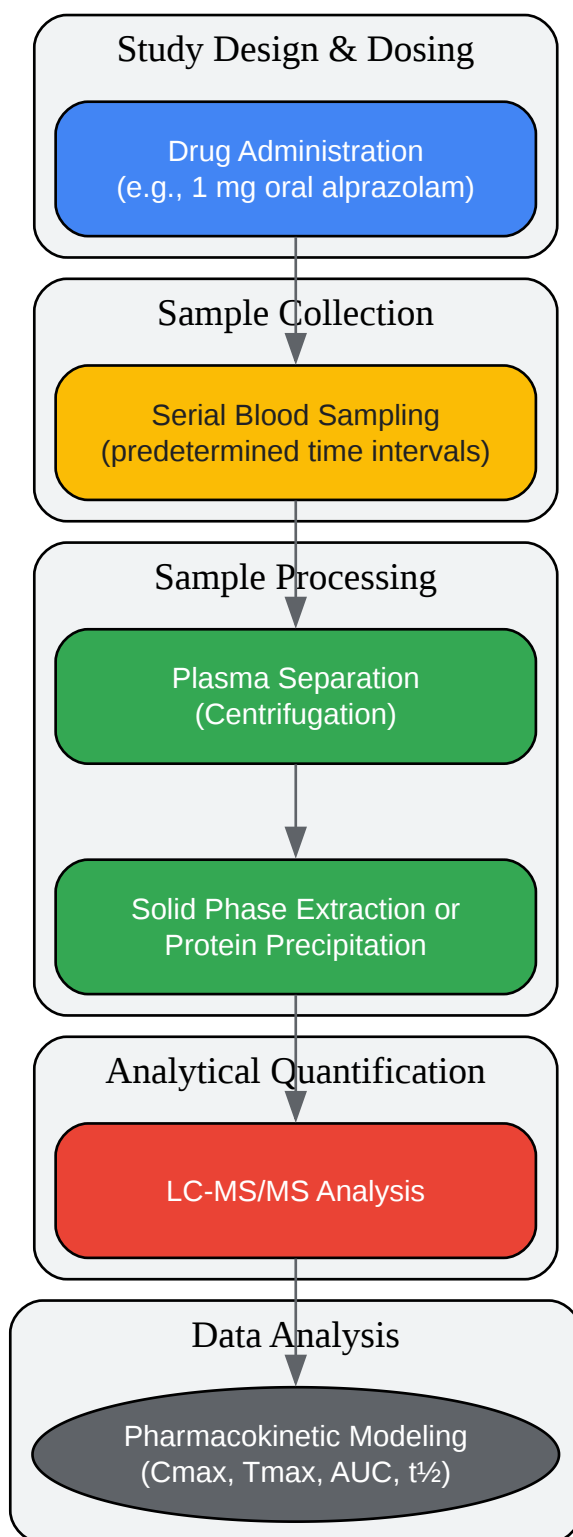 Study Design & Dosing
Drug Administration
(e.g., 1 mg oral alprazolam)
Sample Collection
Serial Blood Sampling
(predetermined time intervals)
Sample Processing
Plasma Separation
(Centrifugation)
Solid Phase Extraction or
Protein Precipitation
Analytical Quantification
LC-MS/MS Analysis
Data Analysis
Pharmacokinetic Modeling
(Cmax, Tmax, AUC, t½)